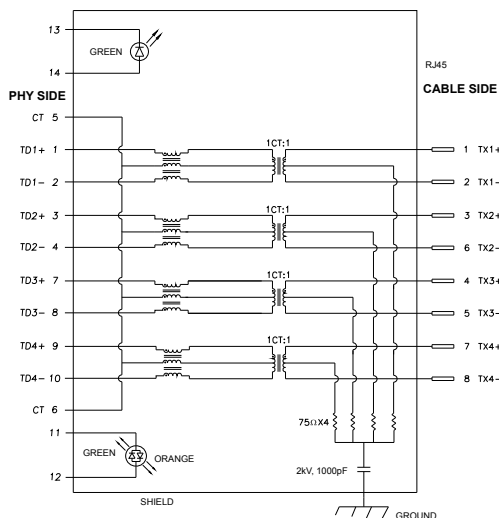 13
GREEN
14
RJ45
PHY SIDE
CABLE SIDE
CT 5
1CT:1
TD1+ 1
1 TX1+
TD1- 2
2 TX1-
1CT:1
TD2+ 3
3 TX2+
TD2- 4
6 TX2-
1CT:1
TD3+ 7
4 TX3+
TD3- 8
5 TX3-
1CT:1
TD4+ 9
7 TX4+
TD4- 10
8 TX4-
CT 6
75ΩX4
11
GREEN
ORANGE
2kV, 1000pF
12
SHIELD
GROUND